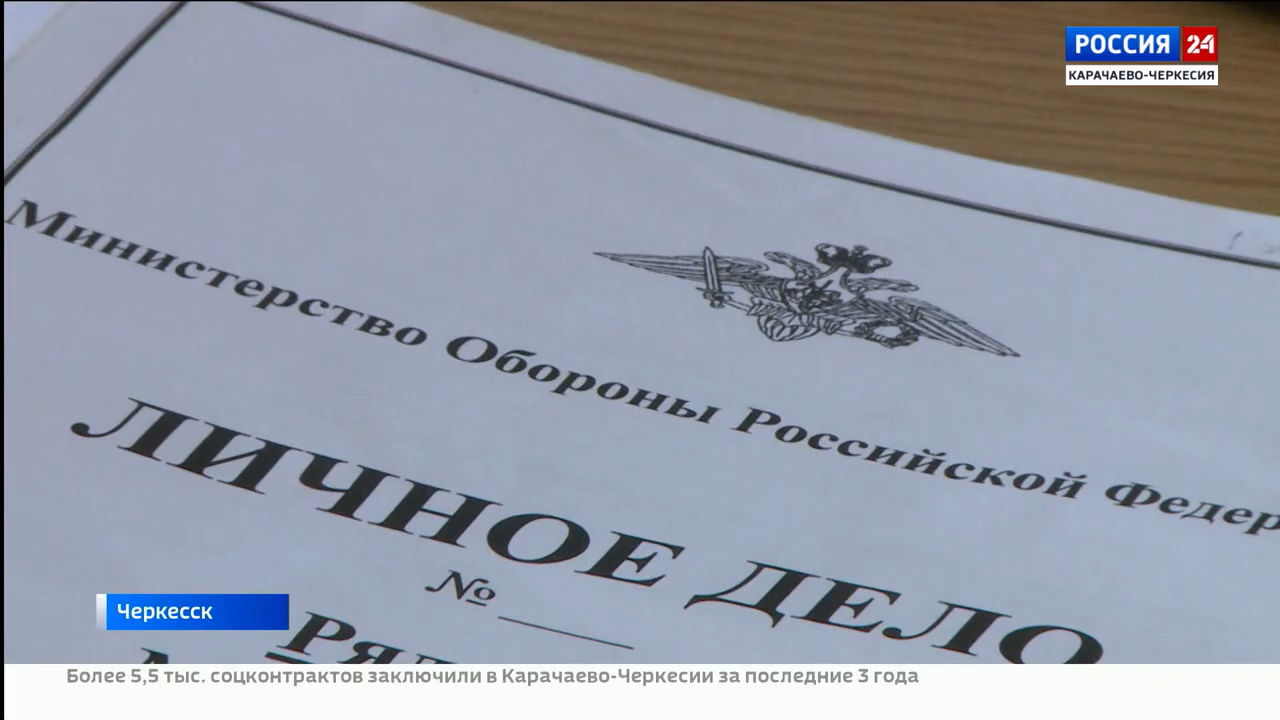 РОССИЯ 24
КАРАЧАЕВО-ЧЕРКЕСИЯ
Министерство Обороны Российской Федер
ЛИЧНОЕ ДЕЛО
№
Черкесск
Более 5,5 тыс. соцконтрактов заключили в Карачаево-Черкесии за последние 3 года